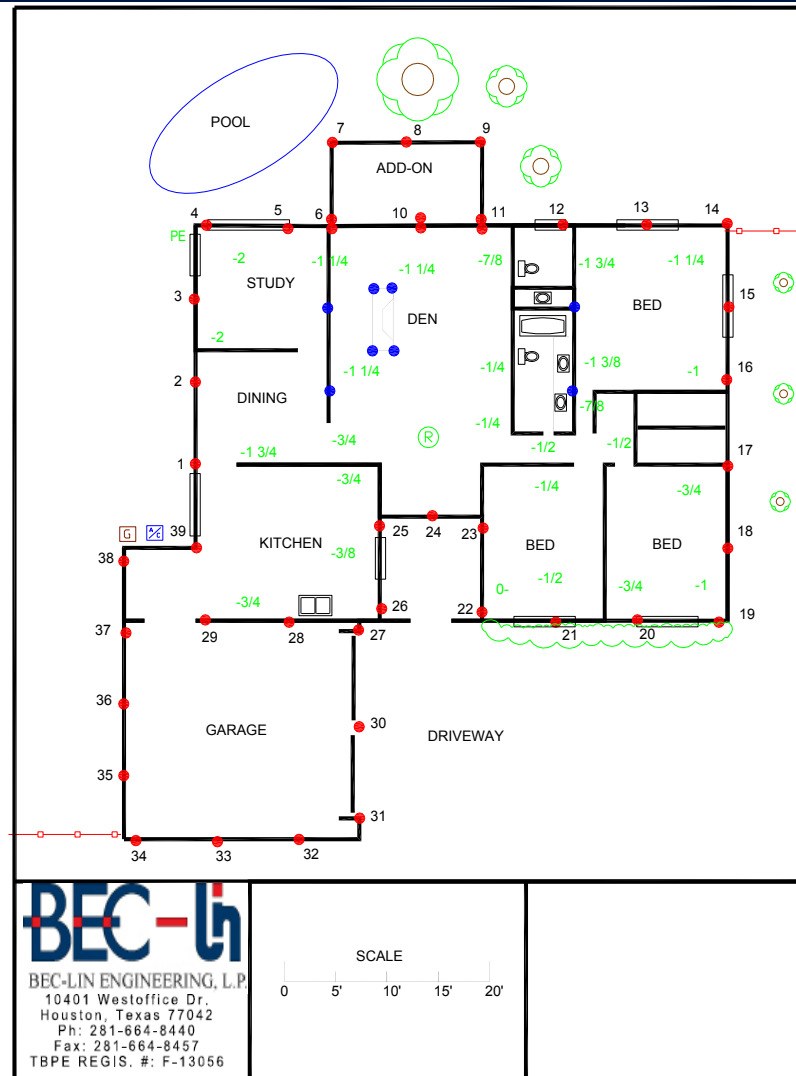 POOL
7
8
9
ADD-ON
4
5
6
10
11
12
13
14
PE
-2
-1 1/4
-1 1/4
-7/8
-1 3/4
-1 1/4
STUDY
3
DEN
BED
15
-2
-1 1/4
-1/4
-1 3/8
-1
16
2
DINING
-7/8
-1/4
-3/4
R
-1/2
-1/2
17
1
-1 3/4
-3/4
-1/4
-3/4
G
A/C
39
25
24
23
18
38
KITCHEN
-3/8
BED
BED
-1/2
0-
-3/4
-1
-3/4
26
22
19
37
29
28
27
21
20
36
GARAGE
30
DRIVEWAY
35
31
34
33
32
BEC-Lin
BEC-LIN ENGINEERING, L.P.
10401 Westoffice Dr.
Houston, Texas 77042
Ph: 281-664-8440
Fax: 281-664-8457
TBPE REGIS. #: F-13056
SCALE
0 5' 10' 15' 20'